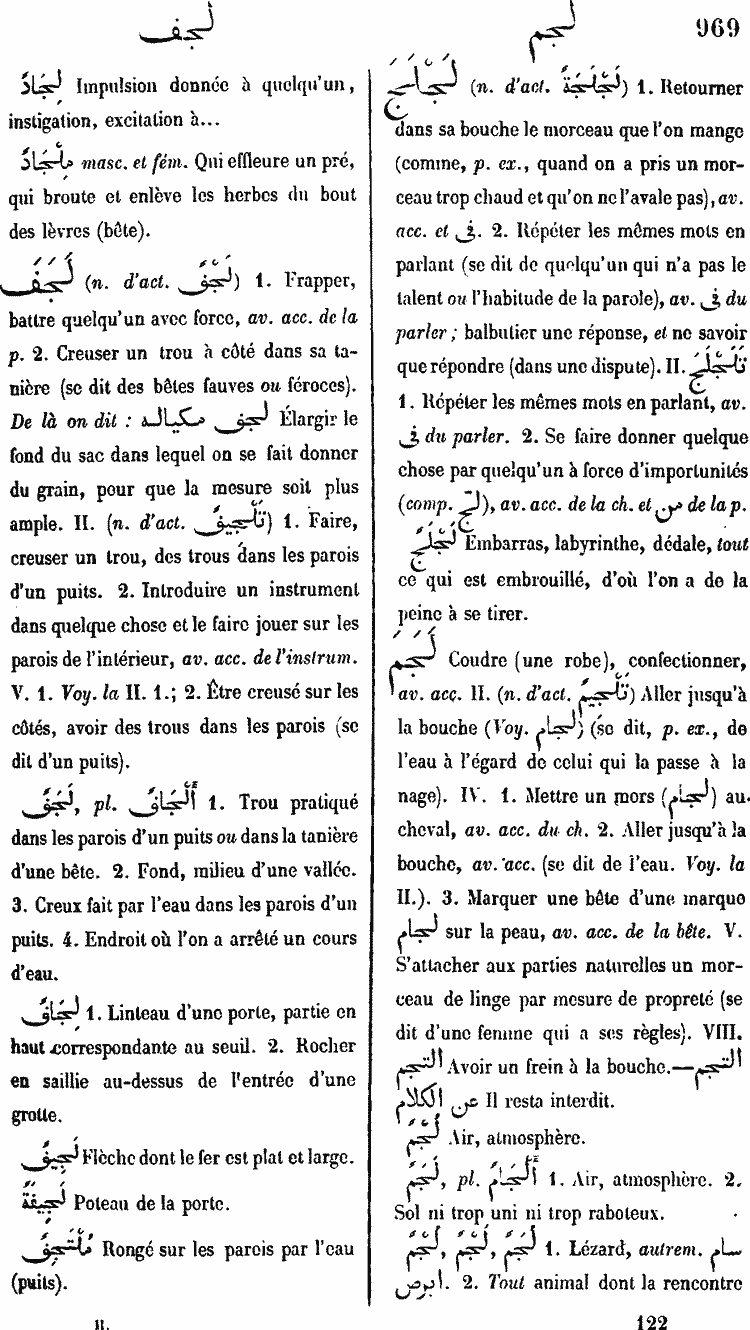 لجف
لجم
969
لِجَاذٌ Impulsion donnée à quelqu'un,
instigation, excitation à...
مِلْجَاذٌ masc. et fém. Qui effleure un pré,
qui broute et enlève les herbes du bout
des lèvres (bête).
لَجَفَ (n. d'act. لَجْفٌ) 1. Frapper,
battre quelqu'un avec force, av. acc. de la
p. 2. Creuser un trou à côté dans sa ta-
nière (se dit des bêtes fauves ou féroces).
De là on dit : لجف مكياله Élargir le
fond du sac dans lequel on se fait donner
du grain, pour que la mesure soit plus
ample. II. (n. d'act. تَلْجِيفٌ) 1. Faire,
creuser un trou, des trous dans les parois
d'un puits. 2. Introduire un instrument
dans quelque chose et le faire jouer sur les
parois de l'intérieur, av. acc. de l'instrum.
V. 1. Voy. la II. 1.; 2. Être creusé sur les
côtés, avoir des trous dans les parois (se
dit d'un puits).
لَجَفٌ, pl. أَلْجَافٌ 1. Trou pratiqué
dans les parois d'un puits ou dans la tanière
d'une bête. 2. Fond, milieu d'une vallée.
3. Creux fait par l'eau dans les parois d'un
puits. 4. Endroit où l'on a arrêté un cours
d'eau.
لِجَافٌ 1. Linteau d'une porte, partie en
haut correspondante au seuil. 2. Rocher
en saillie au-dessus de l'entrée d'une
grotte.
لَجِيفٌ Flèche dont le fer est plat et large.
لَجِيفَةٌ Poteau de la porte.
مُلْتَجِفٌ Rongé sur les parois par l'eau
(puits).
II.
لَجْلَجَ (n. d'act. لَجْلَجَةٌ) 1. Retourner
dans sa bouche le morceau que l'on mange
(comme, p. ex., quand on a pris un mor-
ceau trop chaud et qu'on ne l'avale pas), av.
acc. et فى. 2. Répéter les mêmes mots en
parlant (se dit de quelqu'un qui n'a pas le
talent ou l'habitude de la parole), av. فى du
parler; balbutier une réponse, et ne savoir
que répondre (dans une dispute). II. تَلَجْلَجَ
1. Répéter les mêmes mots en parlant, av.
فى du parler. 2. Se faire donner quelque
chose par quelqu'un à force d'importunités
(comp. لجّ), av. acc. de la ch. et من de la p.
لَجْلَجٌ Embarras, labyrinthe, dédale, tout
ce qui est embrouillé, d'où l'on a de la
peine à se tirer.
لَجَمَ Coudre (une robe), confectionner,
av. acc. II. (n. d'act. تَلْجِيمٌ) Aller jusqu'à
la bouche (Voy. لجام) (se dit, p. ex., de
l'eau à l'égard de celui qui la passe à la
nage). IV. 1. Mettre un mors (لجام) au
cheval, av. acc. du ch. 2. Aller jusqu'à la
bouche, av. acc. (se dit de l'eau. Voy. la
II.). 3. Marquer une bête d'une marque
لجام sur la peau, av. acc. de la bête. V.
S'attacher aux parties naturelles un mor-
ceau de linge par mesure de propreté (se
dit d'une femme qui a ses règles). VIII.
التجم Avoir un frein à la bouche.—التجم
عن الكلام Il resta interdit.
لُجْمٌ Air, atmosphère.
لَجَمٌ, pl. أَلْجَامٌ 1. Air, atmosphère. 2.
Sol ni trop uni ni trop raboteux.
لَجَمٌ, لُجَمٌ, لُجْمٌ 1. Lézard, autrem. سام
ابرص. 2. Tout animal dont la rencontre
122